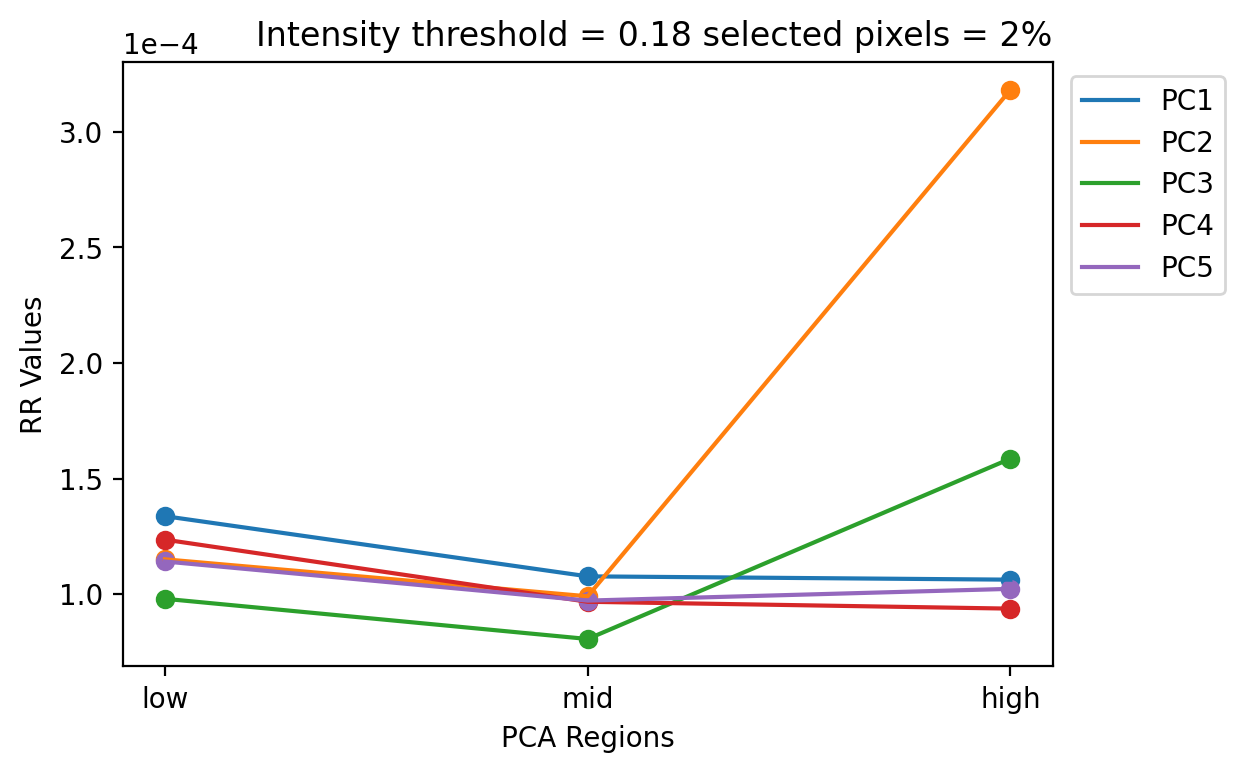 Intensity threshold = 0.18 selected pixels = 2%
1e−4
3.0
2.5
2.0
1.5
1.0
RR Values
low
mid
high
PCA Regions
PC1
PC2
PC3
PC4
PC5